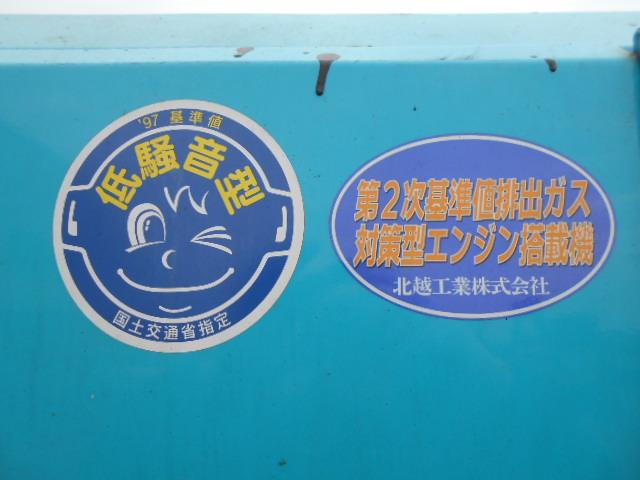 '97 基準値
低騒音型
国土交通省指定
第2次基準値排出ガス
対策型エンジン搭載機
北越工業株式会社